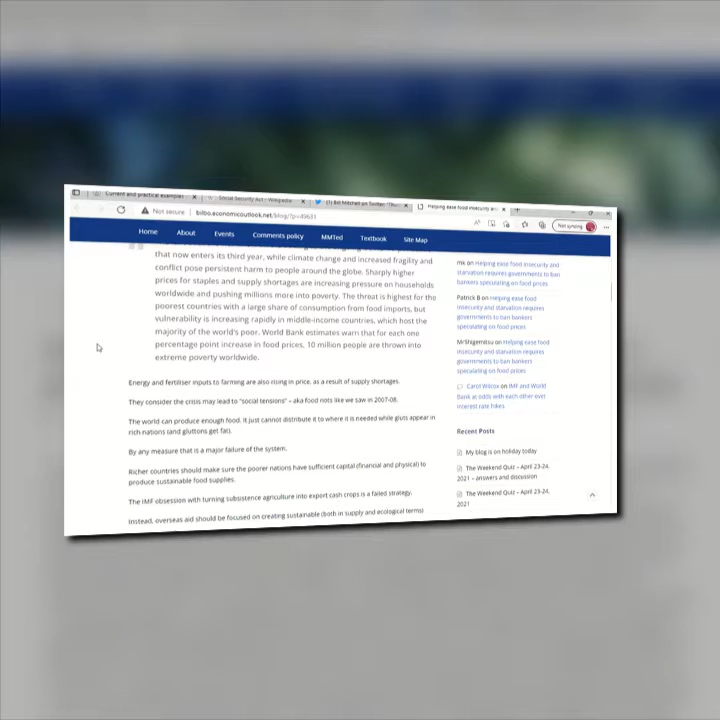 Current and practical examples
Social Security Act - Wikipedia
(1) Bill Mitchell on Twitter: "Thu
Helping ease food insecurity an
Not secure | bilbo.economicoutlook.net/blog/?p=49631
Not syncing
Home About Events Comments policy MMTed Textbook Site Map
that now enters its third year, while climate change and increased fragility and
conflict pose persistent harm to people around the globe. Sharply higher
prices for staples and supply shortages are increasing pressure on households
worldwide and pushing millions more into poverty. The threat is highest for the
poorest countries with a large share of consumption from food imports, but
vulnerability is increasing rapidly in middle-income countries, which host the
majority of the world's poor. World Bank estimates warn that for each one
percentage point increase in food prices, 10 million people are thrown into
extreme poverty worldwide.
Energy and fertiliser inputs to farming are also rising in price, as a result of supply shortages.
They consider the crisis may lead to "social tensions" – aka food riots like we saw in 2007-08.
The world can produce enough food. It just cannot distribute it to where it is needed while gluts appear in
rich nations (and gluttons get fat).
By any measure that is a major failure of the system.
Richer countries should make sure the poorer nations have sufficient capital (financial and physical) to
produce sustainable food supplies.
The IMF obsession with turning subsistence agriculture into export cash crops is a failed strategy.
Instead, overseas aid should be focused on creating sustainable (both in supply and ecological terms)
mk on Helping ease food insecurity and
starvation requires governments to ban
bankers speculating on food prices
Patrick B on Helping ease food
insecurity and starvation requires
governments to ban bankers
speculating on food prices
MrShigemitsu on Helping ease food
insecurity and starvation requires
governments to ban bankers
speculating on food prices
Carol Wilcox on IMF and World
Bank at odds with each other over
interest rate hikes
Recent Posts
My blog is on holiday today
The Weekend Quiz – April 23-24,
2021 – answers and discussion
The Weekend Quiz – April 23-24,
2021